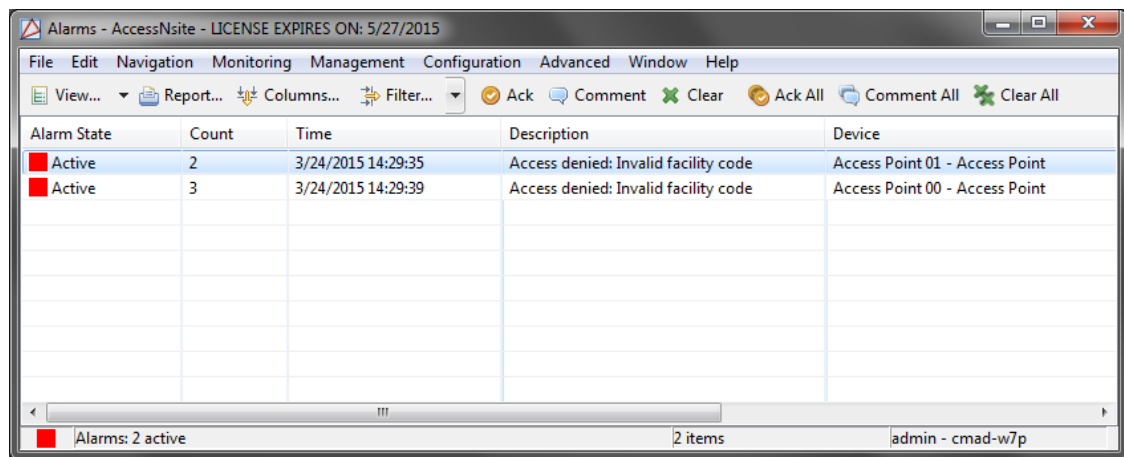 Alarms - AccessNsite - LICENSE EXPIRES ON: 5/27/2015
File Edit Navigation Monitoring Management Configuration Advanced Window Help
View... Report... Columns... Filter... Ack Comment Clear Ack All Comment All Clear All
Alarm State Count Time Description Device
Active 2 3/24/2015 14:29:35 Access denied: Invalid facility code Access Point 01 - Access Point
Active 3 3/24/2015 14:29:39 Access denied: Invalid facility code Access Point 00 - Access Point
Alarms: 2 active 2 items admin - cmad-w7p